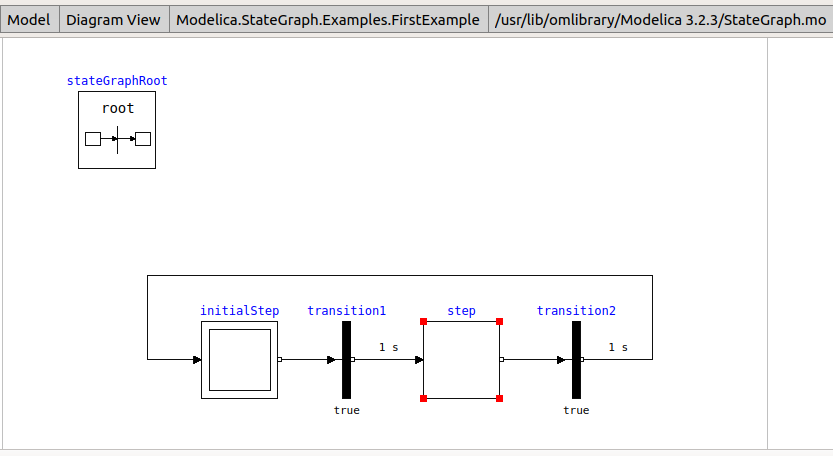 Model Diagram View Modelica.StateGraph.Examples.FirstExample /usr/lib/omlibrary/Modelica 3.2.3/StateGraph.mo
stateGraphRoot
root
initialStep transition1 step transition2
1 s 1 s
true true